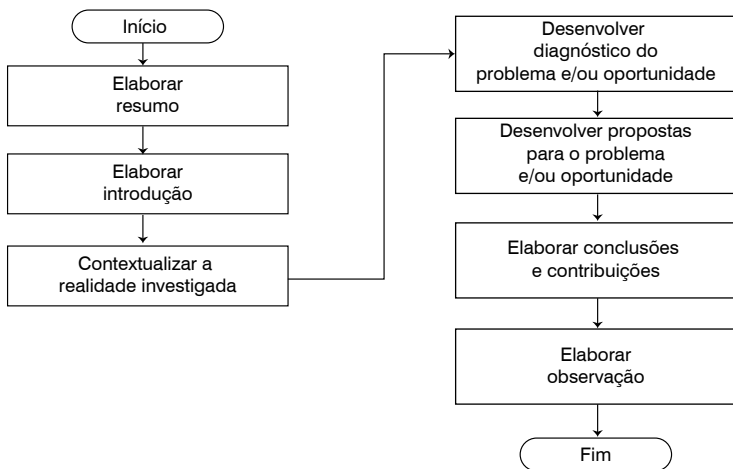 Início
Elaborar
resumo
Elaborar
introdução
Contextualizar a
realidade investigada
Desenvolver
diagnóstico do
problema e/ou oportunidade
Desenvolver propostas
para o problema
e/ou oportunidade
Elaborar conclusões
e contribuições
Elaborar
observação
Fim